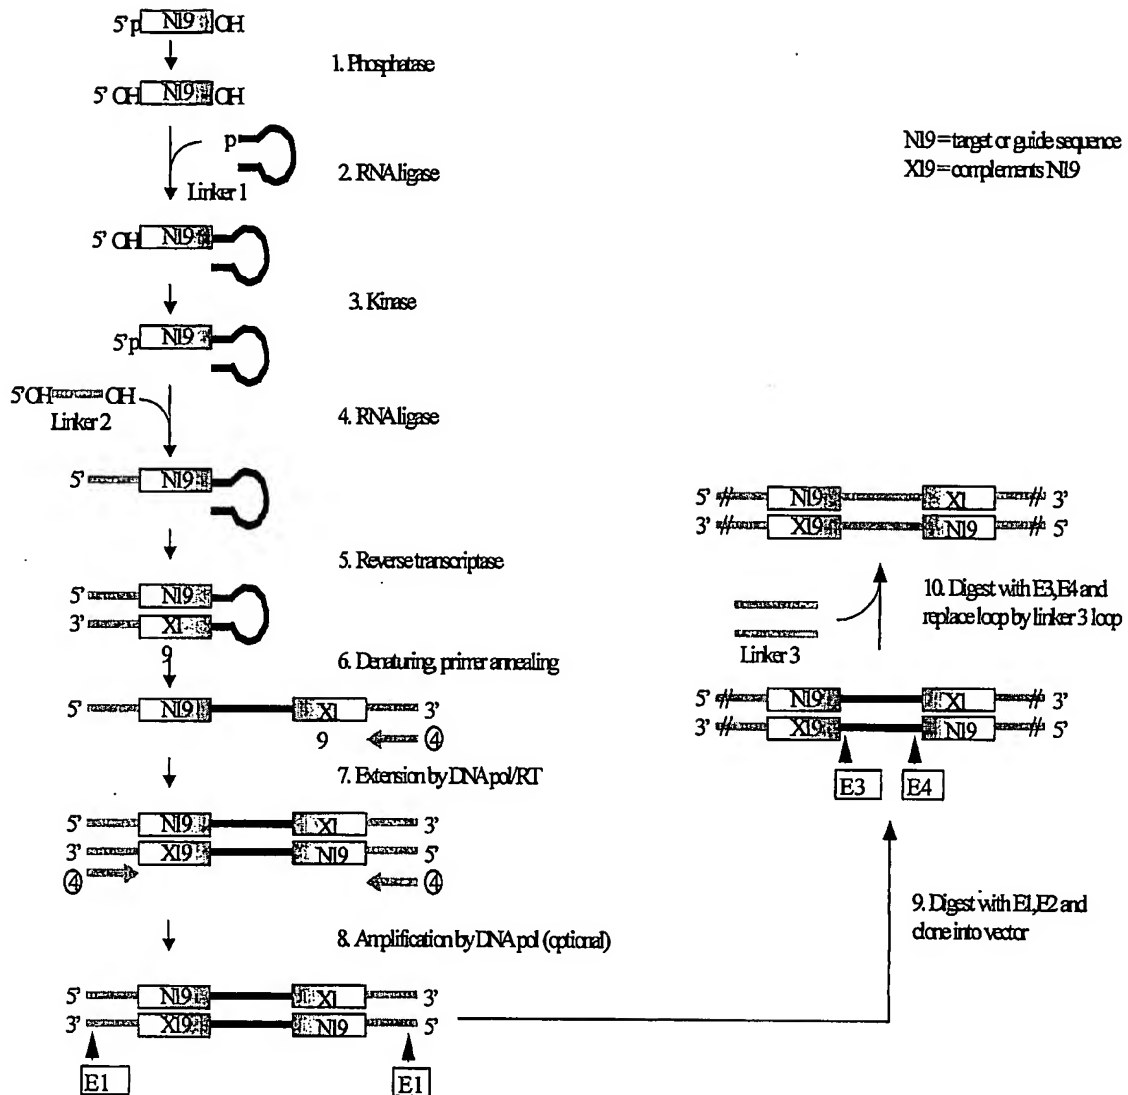 5' p N19 OH
1. Phosphatase
5' OH N19 OH
p
N19 = target or guide sequence
X19 = complements N19
2. RNA ligase
Linker 1
5' OH N19
3. Kinase
5' p N19
5' OH OH
Linker 2
4. RNA ligase
5' N19
5. Reverse transcriptase
5' N19
3' X1
9
6. Denaturing, primer annealing
5' N19 X1 3'
9 4
7. Extension by DNA pol/RT
5' N19 X1 3'
3' X19 N19 5'
4 4
8. Amplification by DNA pol (optional)
5' N19 X1 3'
3' X19 N19 5'
E1 E1
9. Digest with E1, E2 and
clone into vector
5' N19 X1 3'
3' X19 N19 5'
E3 E4
Linker 3
10. Digest with E3, E4 and
replace loop by linker 3 loop
5' N19 X1 3'
3' X19 N19 5'